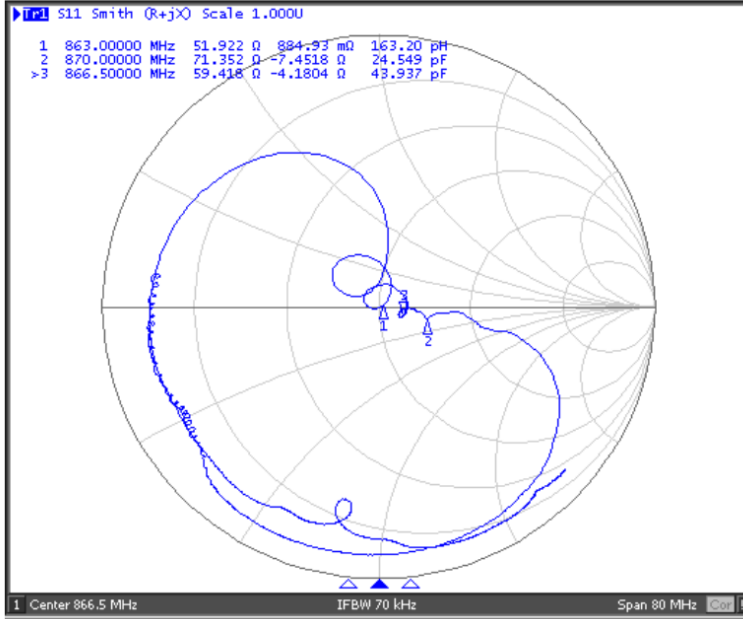 Tr1 S11 Smith (R+jX) Scale 1.000U
1 863.00000 MHz 51.922 Ω 884.93 mΩ 163.20 pH
2 870.00000 MHz 71.352 Ω -7.4518 Ω 24.549 pF
>3 866.50000 MHz 59.418 Ω -4.1804 Ω 43.937 pF
1
2
1 Center 866.5 MHz IFBW 70 kHz Span 80 MHz Cor